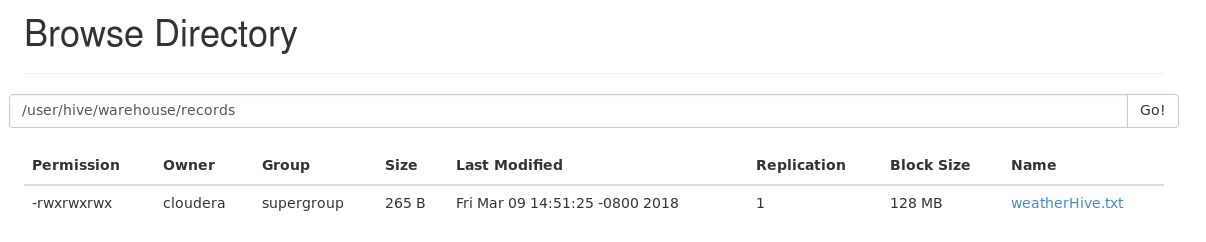 Browse Directory
/user/hive/warehouse/records Go!
Permission Owner Group Size Last Modified Replication Block Size Name
-rwxrwxrwx cloudera supergroup 265 B Fri Mar 09 14:51:25 -0800 2018 1 128 MB weatherHive.txt